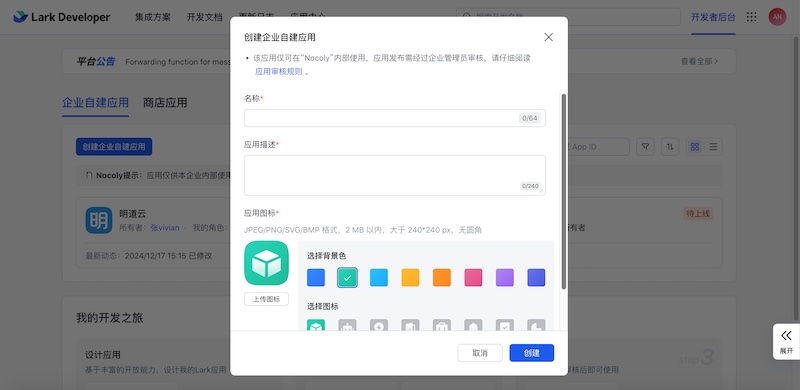 Lark Developer
集成方案
开发文档
开发者后台
AN
平台公告
Forwarding function for mess
查看全部
企业自建应用
商店应用
创建企业自建应用
App ID
Nocoly提示：应用仅供本企业内部使用
明
明道云
所有者：张vivian • 我的角色：
所有者
待上线
最新动态：2024/12/17 15:15 已修改
我的开发之旅
设计应用
基于丰富的开放能力，设计我的Lark应用
审核后即可使用
展开
创建企业自建应用
• 该应用仅可在“Nocoly”内部使用，应用发布需经过企业管理员审核，请仔细阅读
应用审核规则 。
名称*
0/64
应用描述*
0/240
应用图标*
JPEG/PNG/SVG/BMP 格式，2 MB 以内，大于 240*240 px，无圆角
上传图标
选择背景色
选择图标
取消
创建